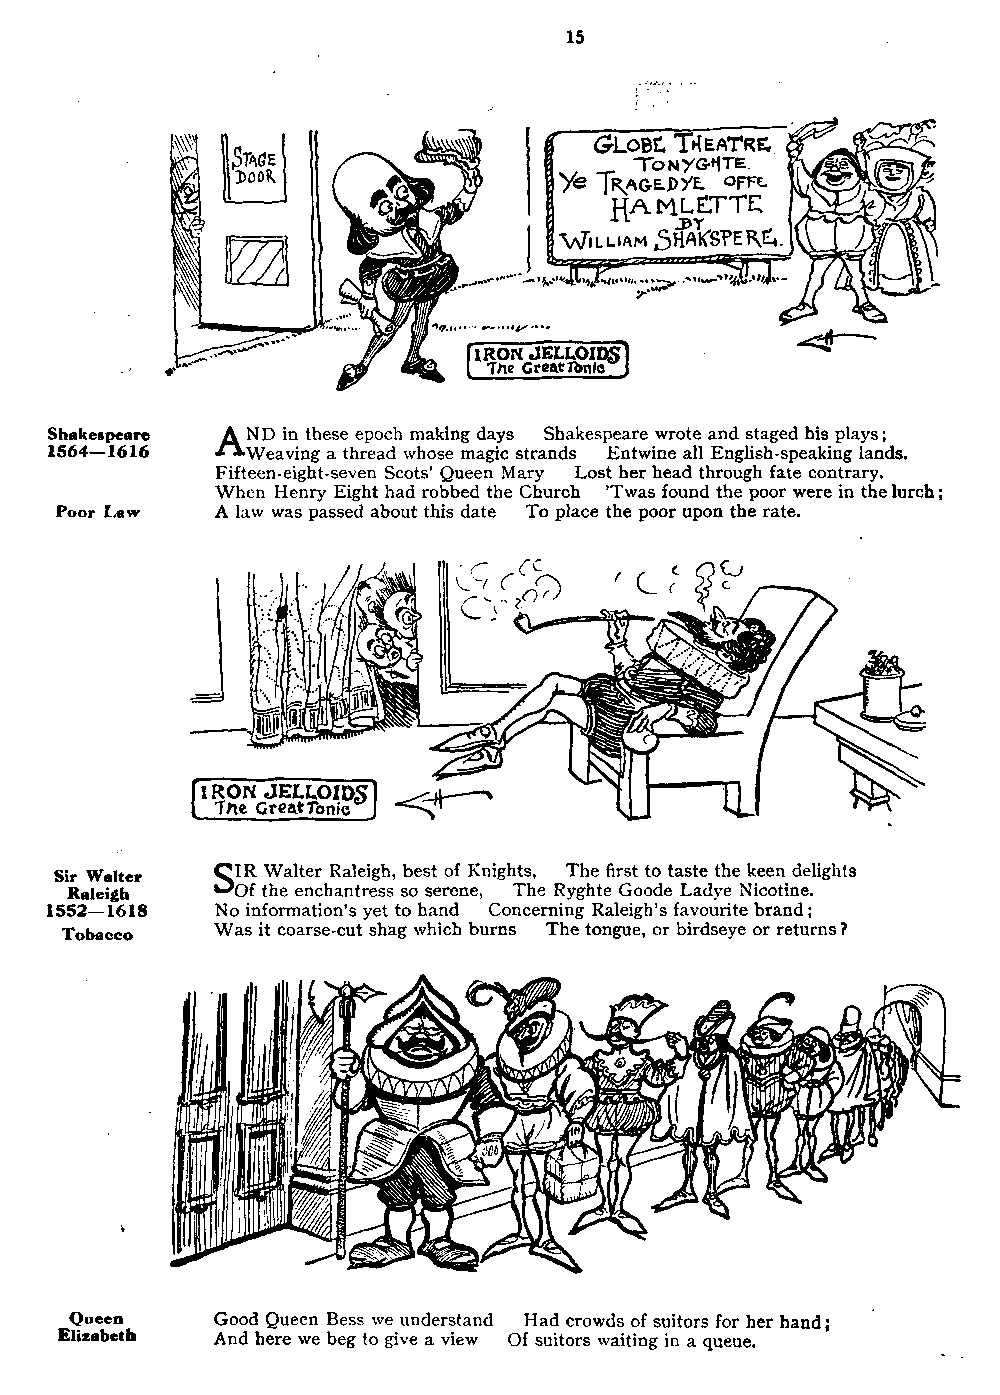 15
STAGE
DOOR
GLOBE THEATRE
TONYGHTE
Ye TRAGEDYE OFFE
HAMLETTE
BY
WILLIAM SHAKSPERE.
IRON JELLOIDS
The Great Tonic
Shakespeare
1564—1616
AND in these epoch making days Shakespeare wrote and staged his plays;
Weaving a thread whose magic strands Entwine all English-speaking lands.
Fifteen-eight-seven Scots' Queen Mary Lost her head through fate contrary.
When Henry Eight had robbed the Church 'Twas found the poor were in the lurch;
Poor Law
A law was passed about this date To place the poor upon the rate.
IRON JELLOIDS
The Great Tonic
Sir Walter
Raleigh
1552—1618
Tobacco
SIR Walter Raleigh, best of Knights, The first to taste the keen delights
Of the enchantress so serene, The Ryghte Goode Ladye Nicotine.
No information's yet to hand Concerning Raleigh's favourite brand;
Was it coarse-cut shag which burns The tongue, or birdseye or returns?
Queen
Elizabeth
Good Queen Bess we understand Had crowds of suitors for her hand;
And here we beg to give a view Of suitors waiting in a queue.